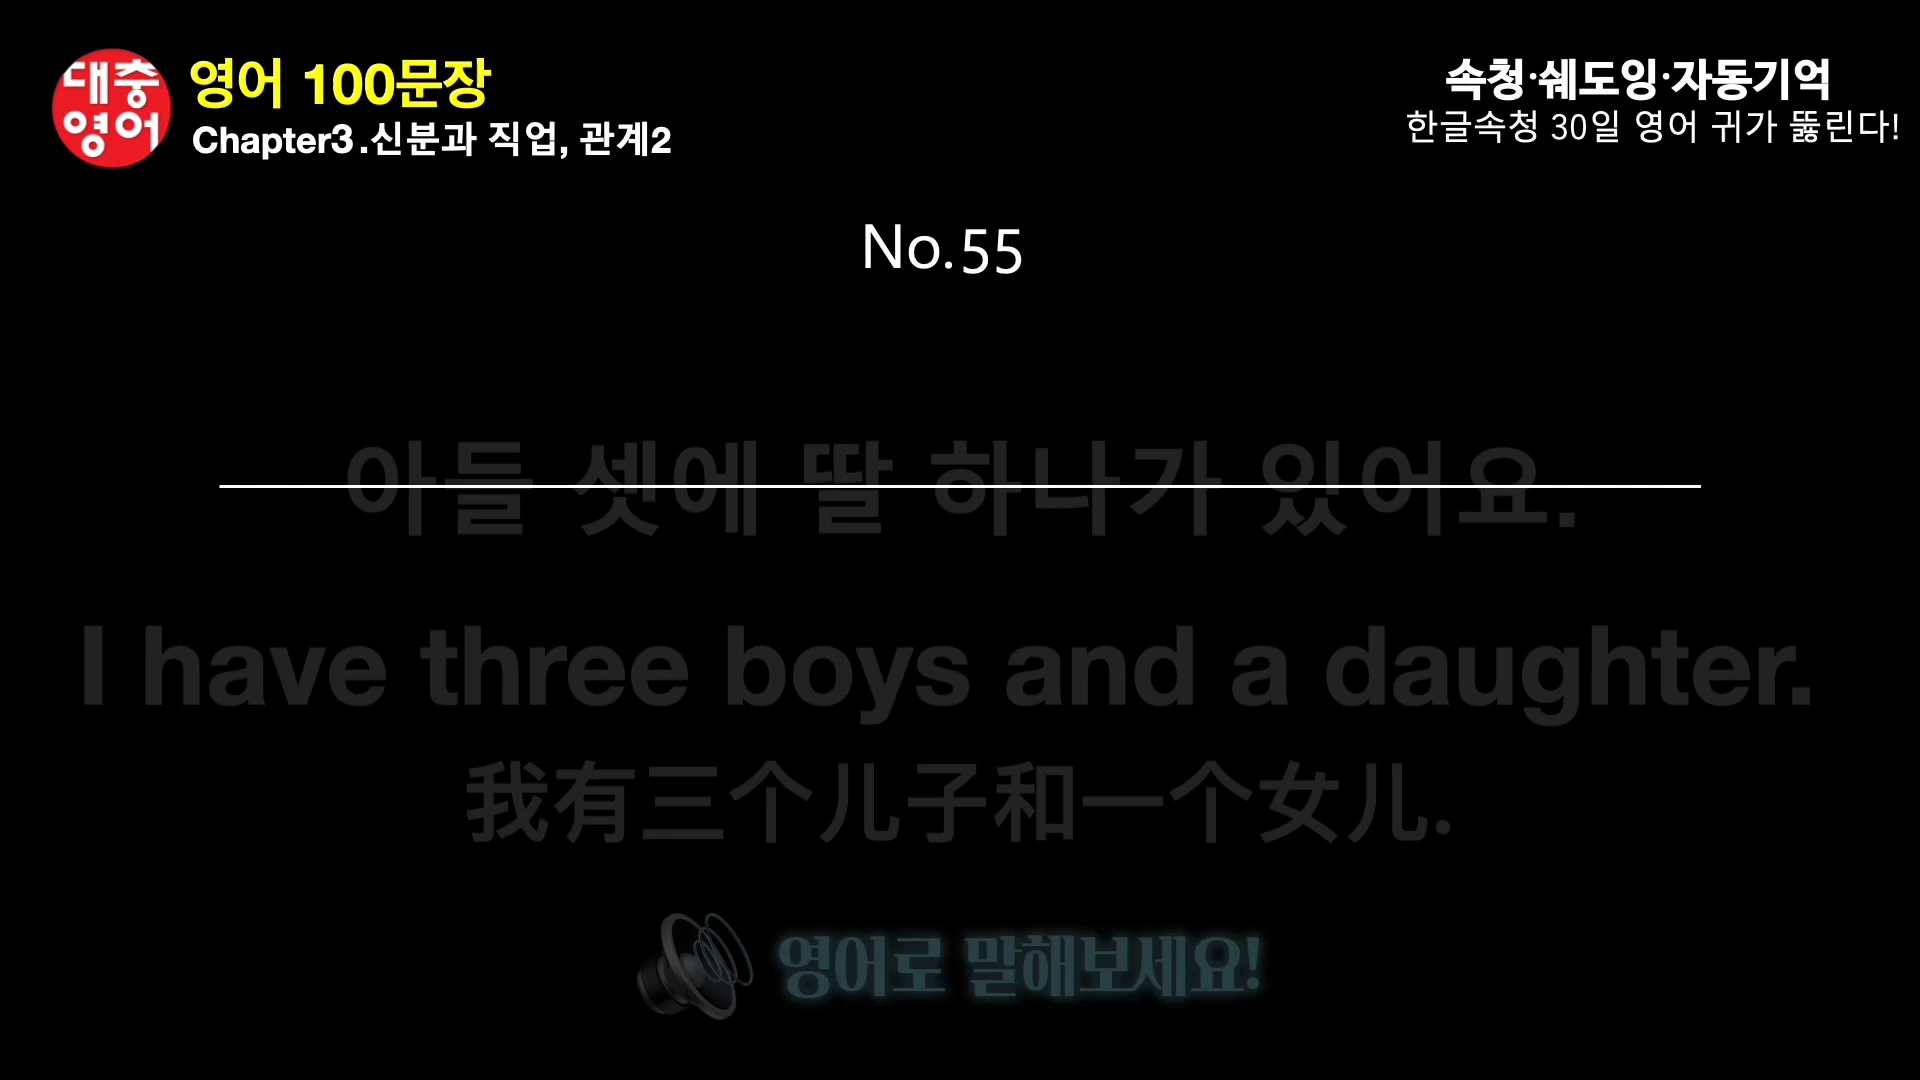 대충
영어
영어 100문장
Chapter3.신분과 직업, 관계2
속청·쉐도잉·자동기억
한글속청 30일 영어 귀가 뚫린다!
No.55
아들 셋에 딸 하나가 있어요.
I have three boys and a daughter.
我有三个儿子和一个女儿.
영어로 말해보세요!